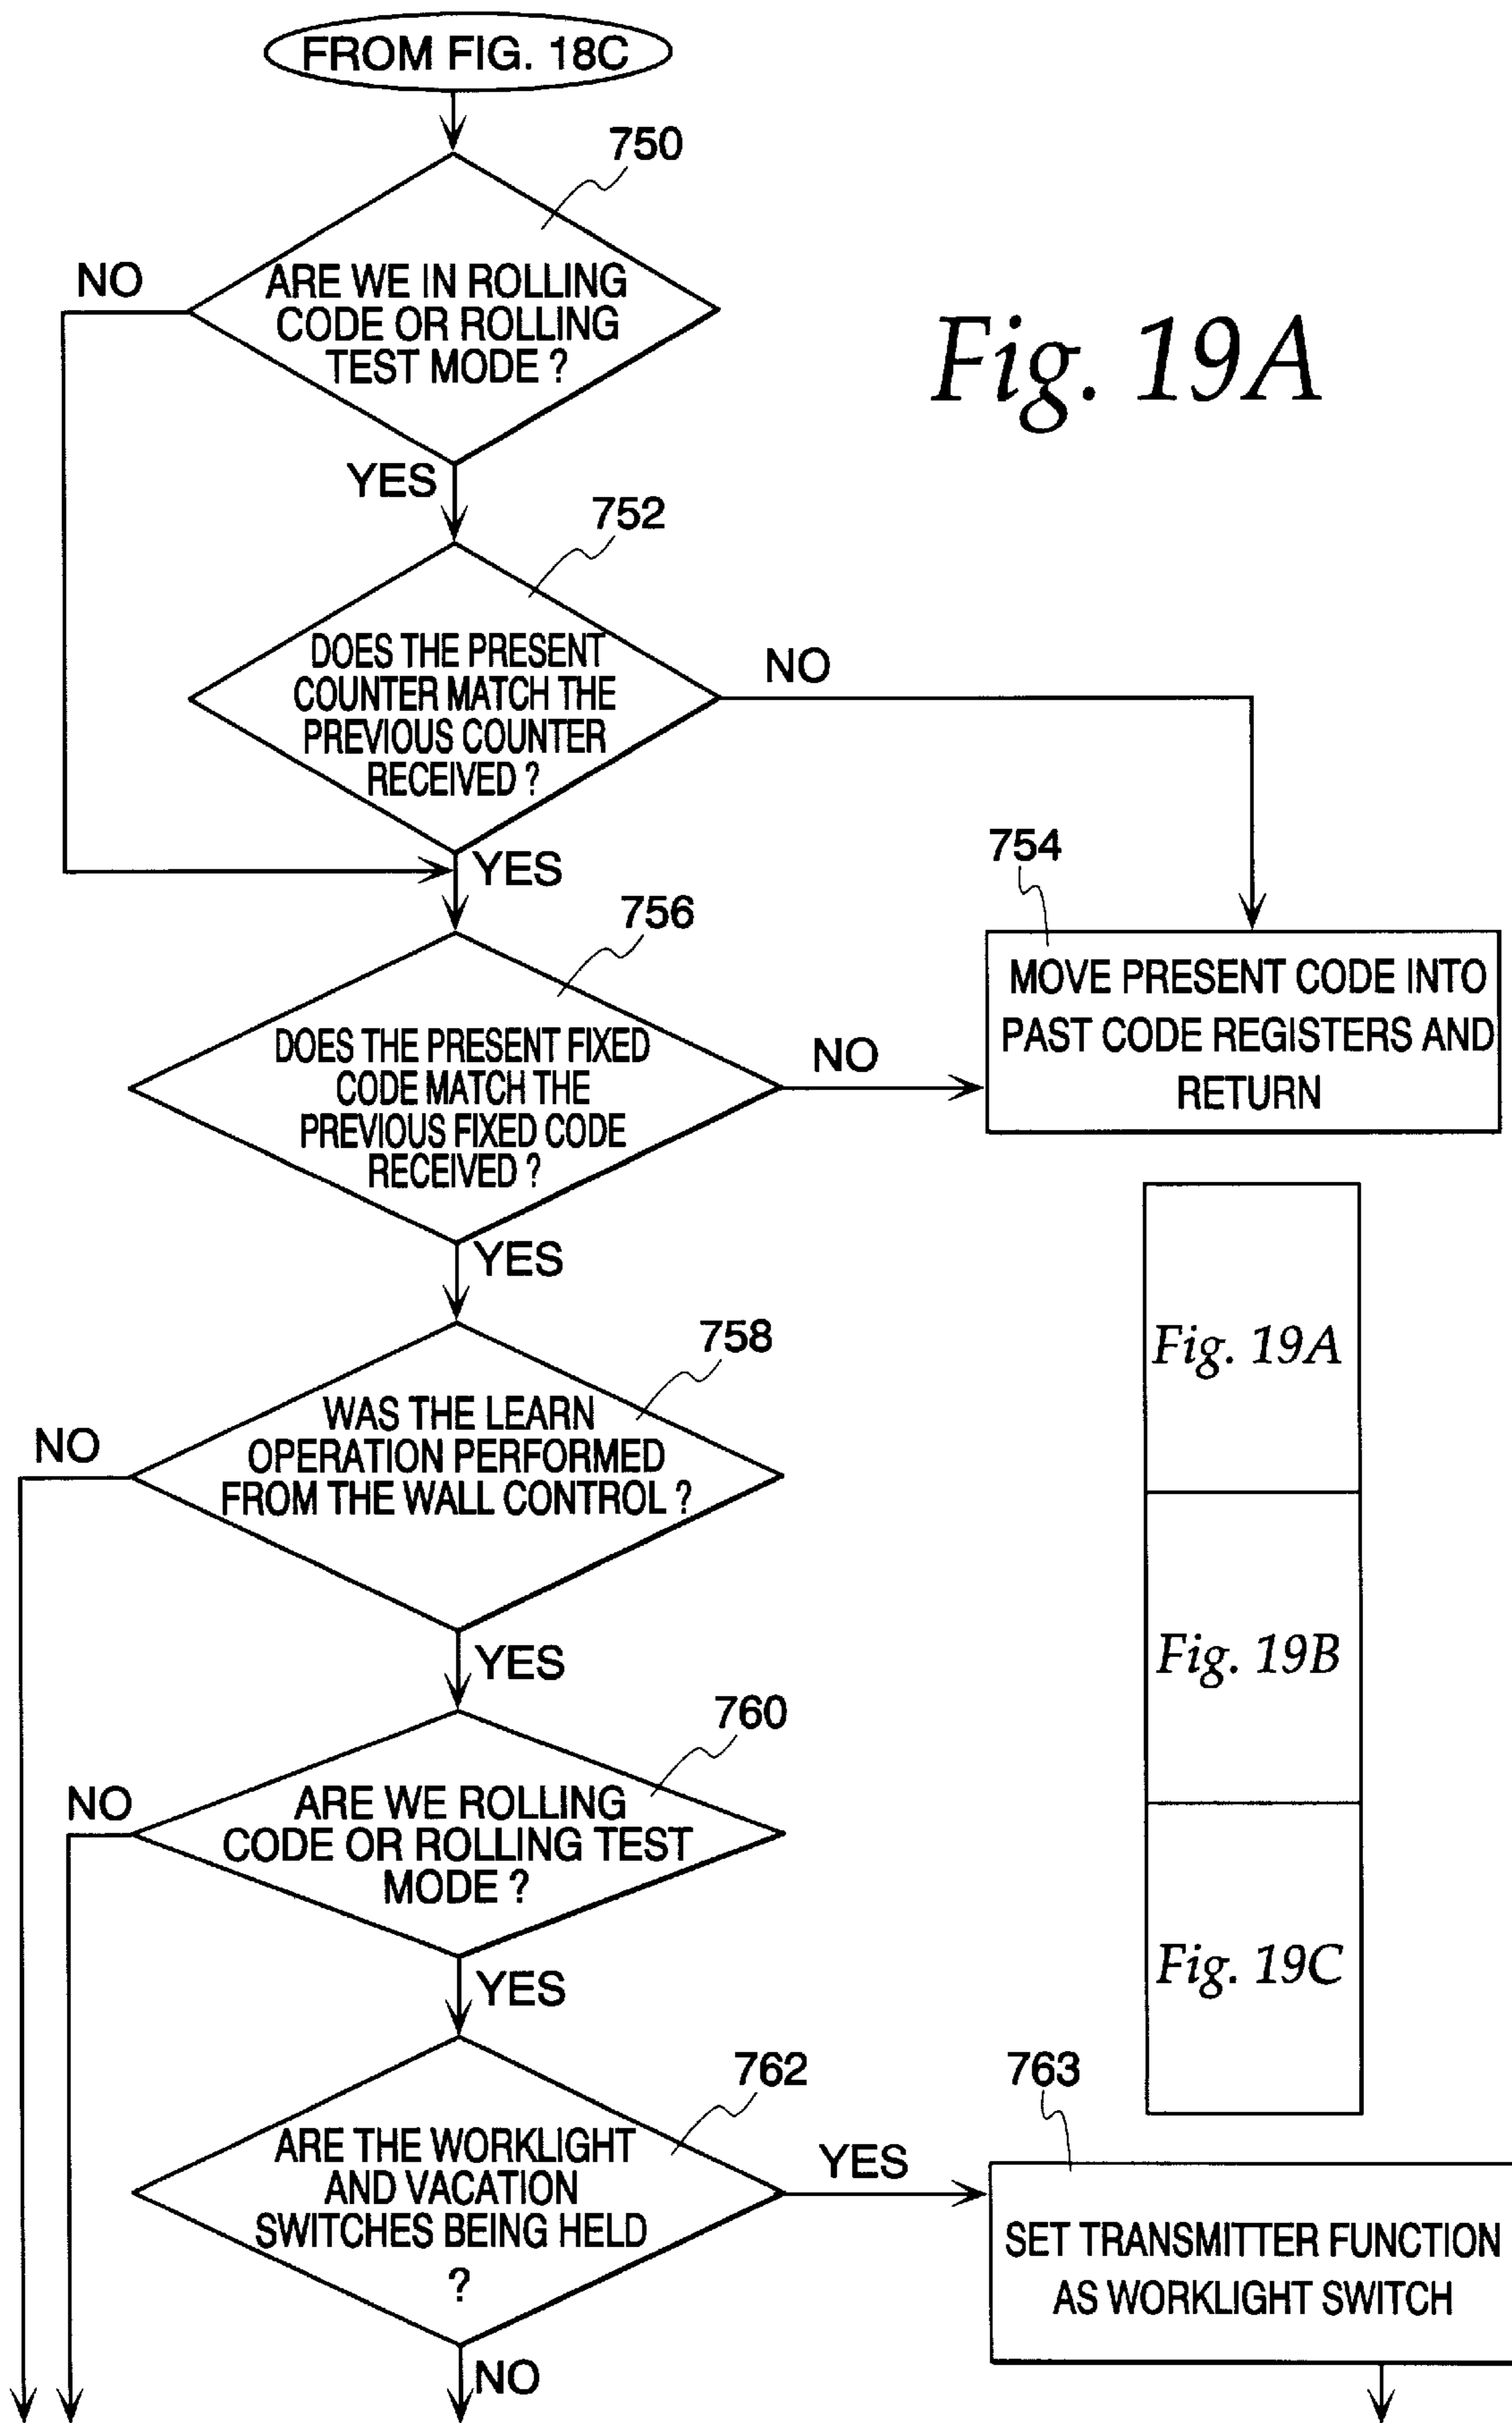 FROM FIG. 18C
750
NO
ARE WE IN ROLLING
CODE OR ROLLING
TEST MODE ?
Fig. 19A
YES
752
DOES THE PRESENT
COUNTER MATCH THE
PREVIOUS COUNTER
RECEIVED ?
NO
YES
754
MOVE PRESENT CODE INTO
PAST CODE REGISTERS AND
RETURN
756
DOES THE PRESENT FIXED
CODE MATCH THE
PREVIOUS FIXED CODE
RECEIVED ?
NO
YES
758
WAS THE LEARN
OPERATION PERFORMED
FROM THE WALL CONTROL ?
NO
YES
Fig. 19A
Fig. 19B
Fig. 19C
760
NO
ARE WE ROLLING
CODE OR ROLLING TEST
MODE ?
YES
762
ARE THE WORKLIGHT
AND VACATION
SWITCHES BEING HELD
?
YES
763
SET TRANSMITTER FUNCTION
AS WORKLIGHT SWITCH
NO